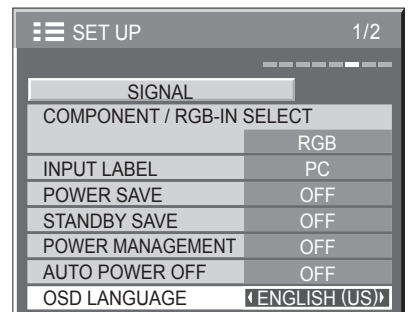 SET UP 1/2
SIGNAL
COMPONENT / RGB-IN SELECT
RGB
INPUT LABEL PC
POWER SAVE OFF
STANDBY SAVE OFF
POWER MANAGEMENT OFF
AUTO POWER OFF OFF
OSD LANGUAGE ENGLISH (US)